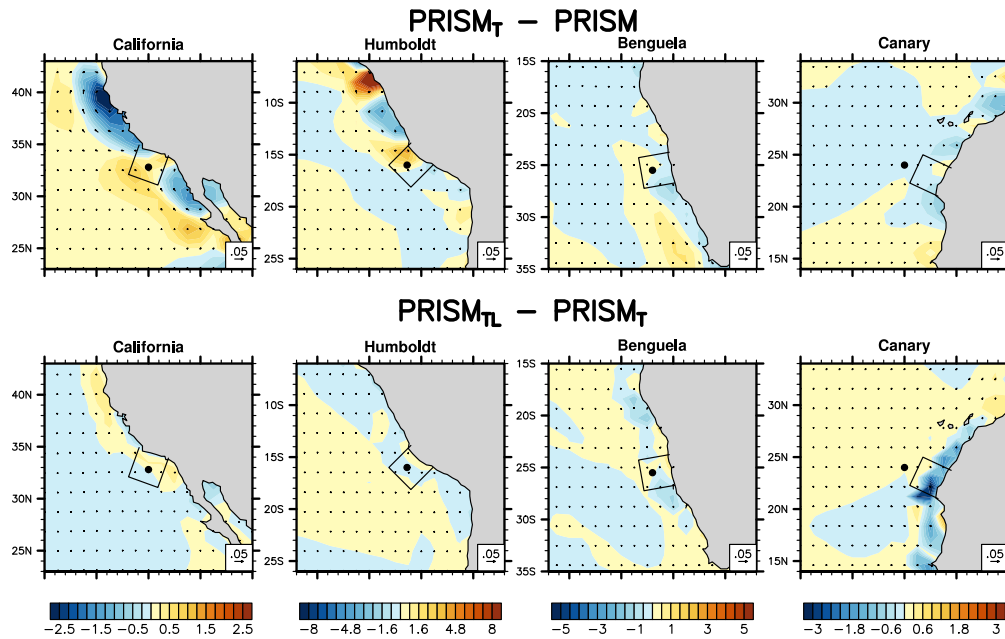 PRISMT – PRISM
California Humboldt Benguela Canary
40N 35N 30N 25N .05
10S 15S 20S 25S .05
15S 20S 25S 30S 35S .05
30N 25N 20N 15N .05
PRISMTL – PRISMT
California Humboldt Benguela Canary
40N 35N 30N 25N .05
10S 15S 20S 25S .05
15S 20S 25S 30S 35S .05
30N 25N 20N 15N .05
−2.5 −1.5 −0.5 0.5 1.5 2.5
−8 −4.8 −1.6 1.6 4.8 8
−5 −3 −1 1 3 5
−3 −1.8 −0.6 0.6 1.8 3